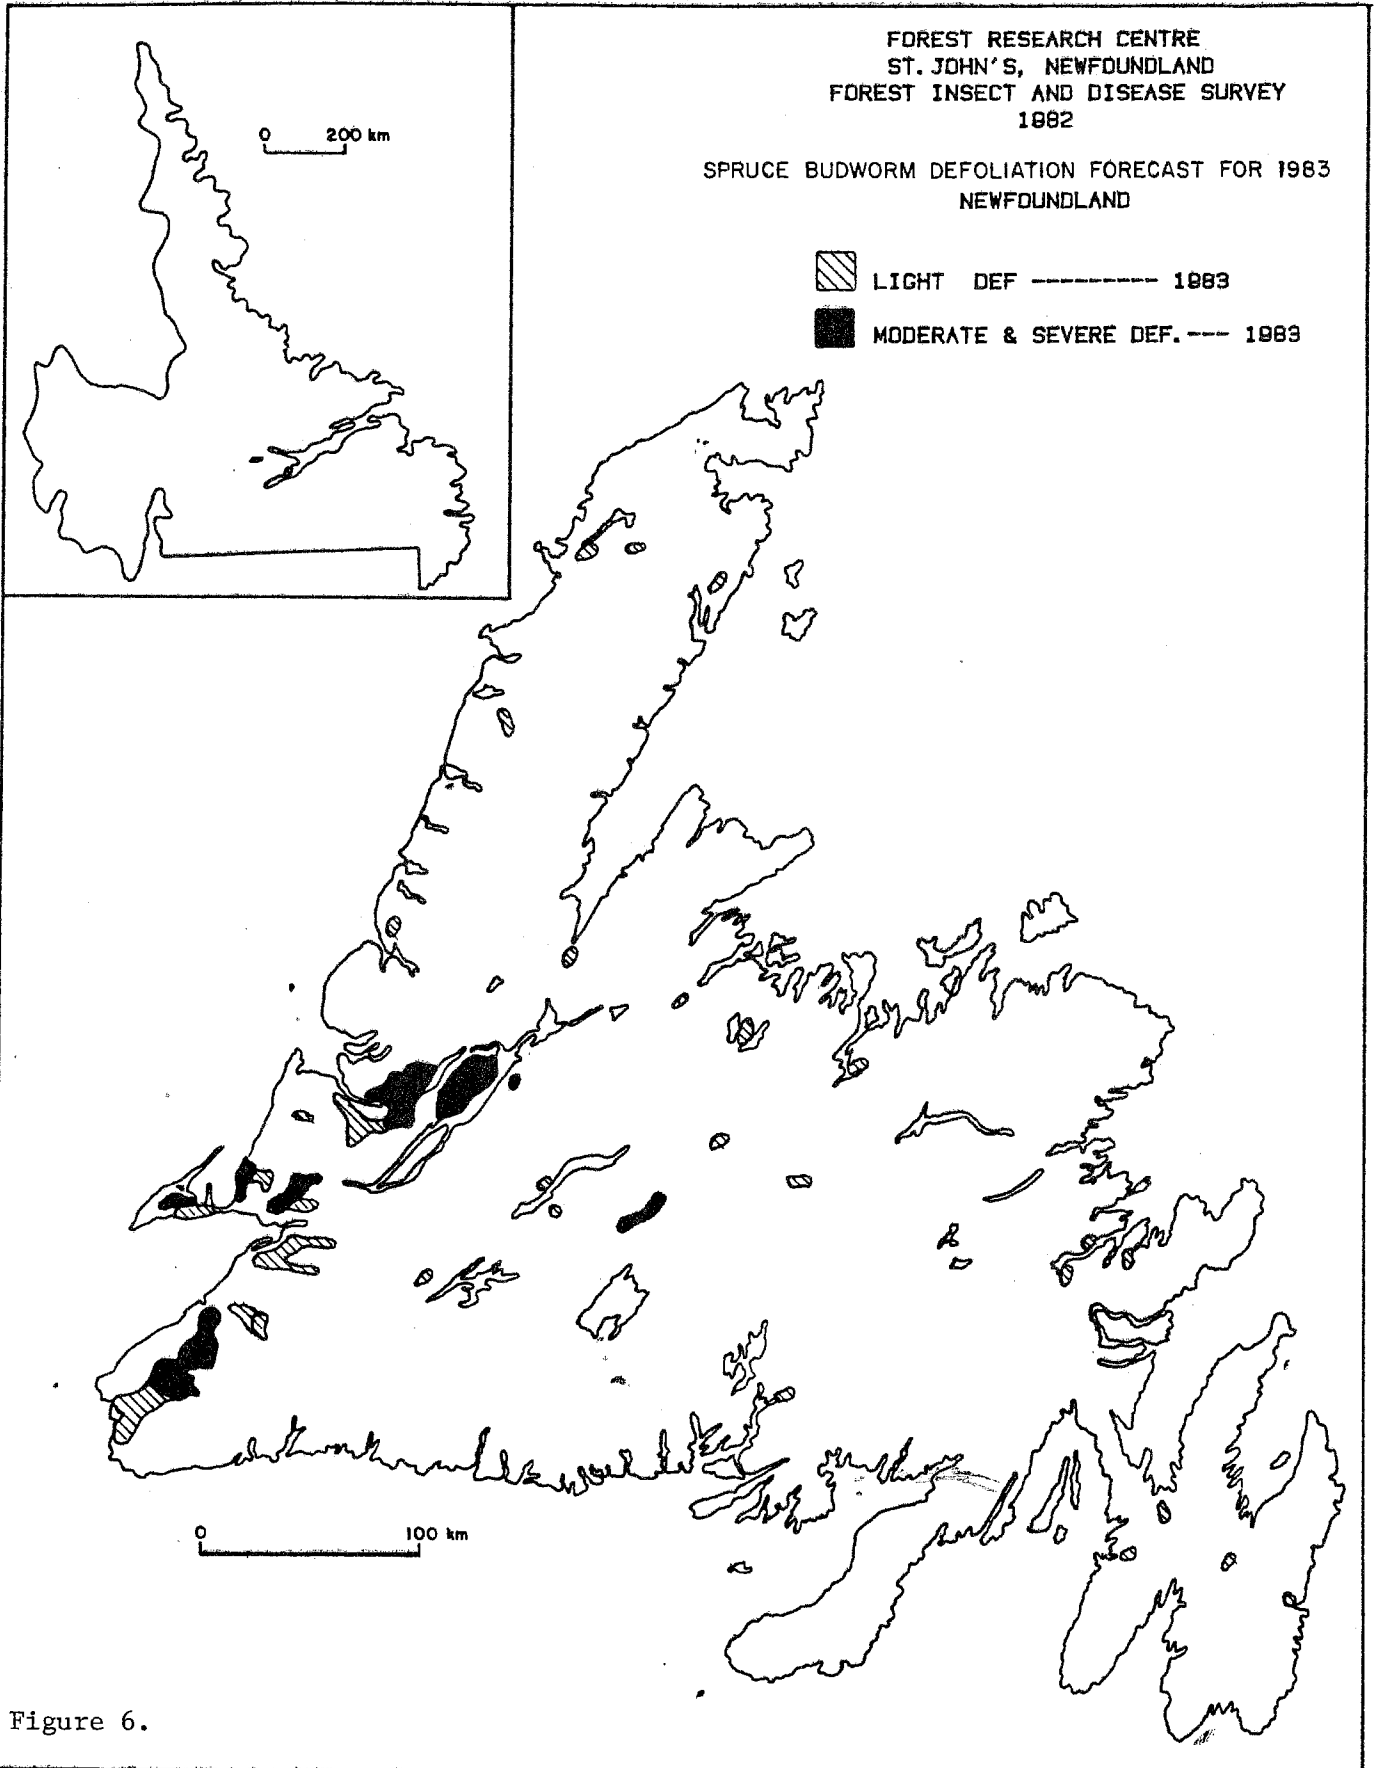 0 200 km
FOREST RESEARCH CENTRE
ST. JOHN'S, NEWFOUNDLAND
FOREST INSECT AND DISEASE SURVEY
1982
SPRUCE BUDWORM DEFOLIATION FORECAST FOR 1983
NEWFOUNDLAND
LIGHT DEF --------- 1983
MODERATE & SEVERE DEF.--- 1983
0 100 km
Figure 6.